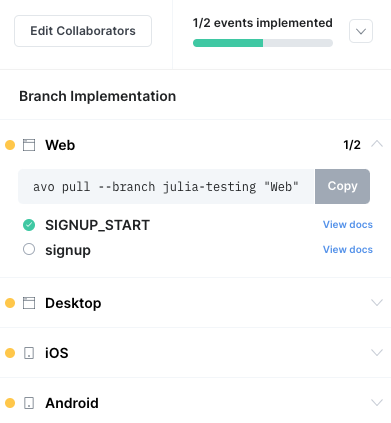 Edit Collaborators
1/2 events implemented
Branch Implementation
Web
1/2
avo pull --branch julia-testing "Web"
Copy
SIGNUP_START
View docs
signup
View docs
Desktop
iOS
Android